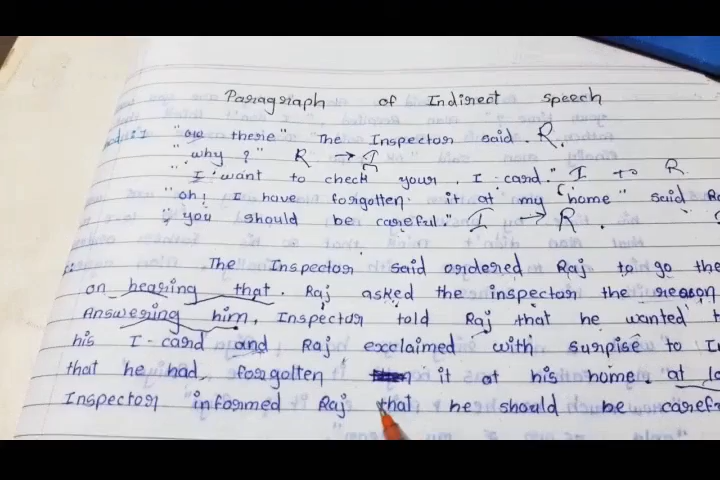 Paragraph of Indirect speech
there" The Inspector said. R.
"why ? " R → I
"I want to check your I-card." I to R
"oh! I have forgotten it at my home" said Ra
"you should be careful." I → R.
The Inspector said ordered Raj to go the
on hearing that. Raj asked the inspector the reason
Answering him, Inspector told Raj that he wanted t
his I-card and Raj exclaimed with surprise to I
that he had forgotten it at his home. at la
Inspector informed Raj that he should be caref